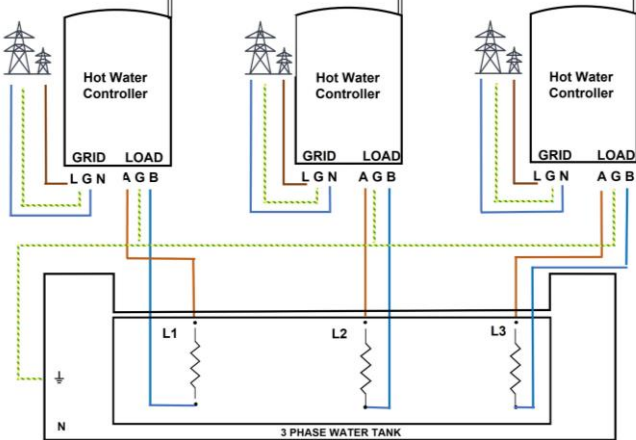 Hot Water
Controller
GRID LOAD
L G N A G B
Hot Water
Controller
GRID LOAD
L G N A G B
Hot Water
Controller
GRID LOAD
L G N A G B
L1
L2
L3
N
3 PHASE WATER TANK